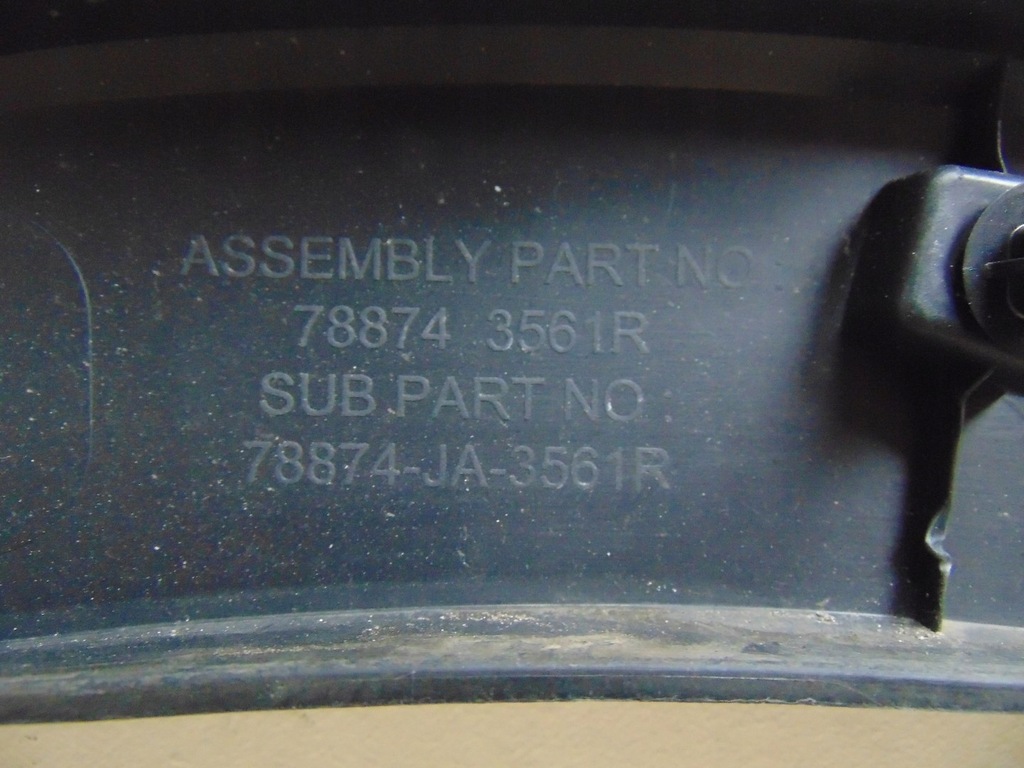 ASSEMBLY PART NO :
78874 3561R
SUB PART NO :
78874-JA-3561R